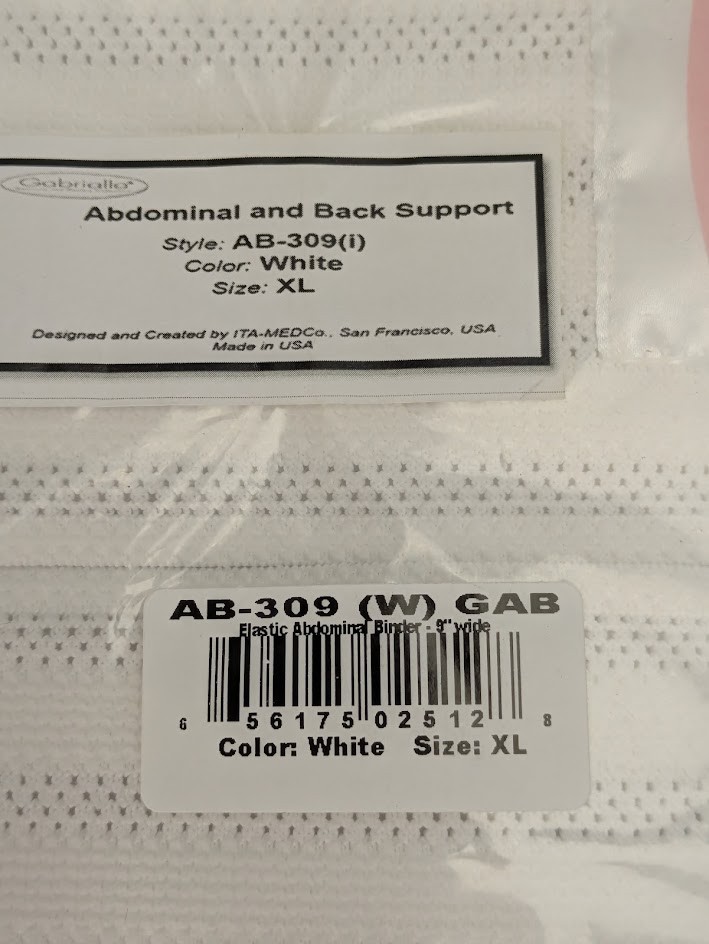 Gabrialla®
Abdominal and Back Support
Style: AB-309(i)
Color: White
Size: XL
Designed and Created by ITA-MEDCo., San Francisco, USA
Made in USA
AB-309 (W) GAB
Elastic Abdominal Binder - 9" wide
6 56175 02512 8
Color: White Size: XL